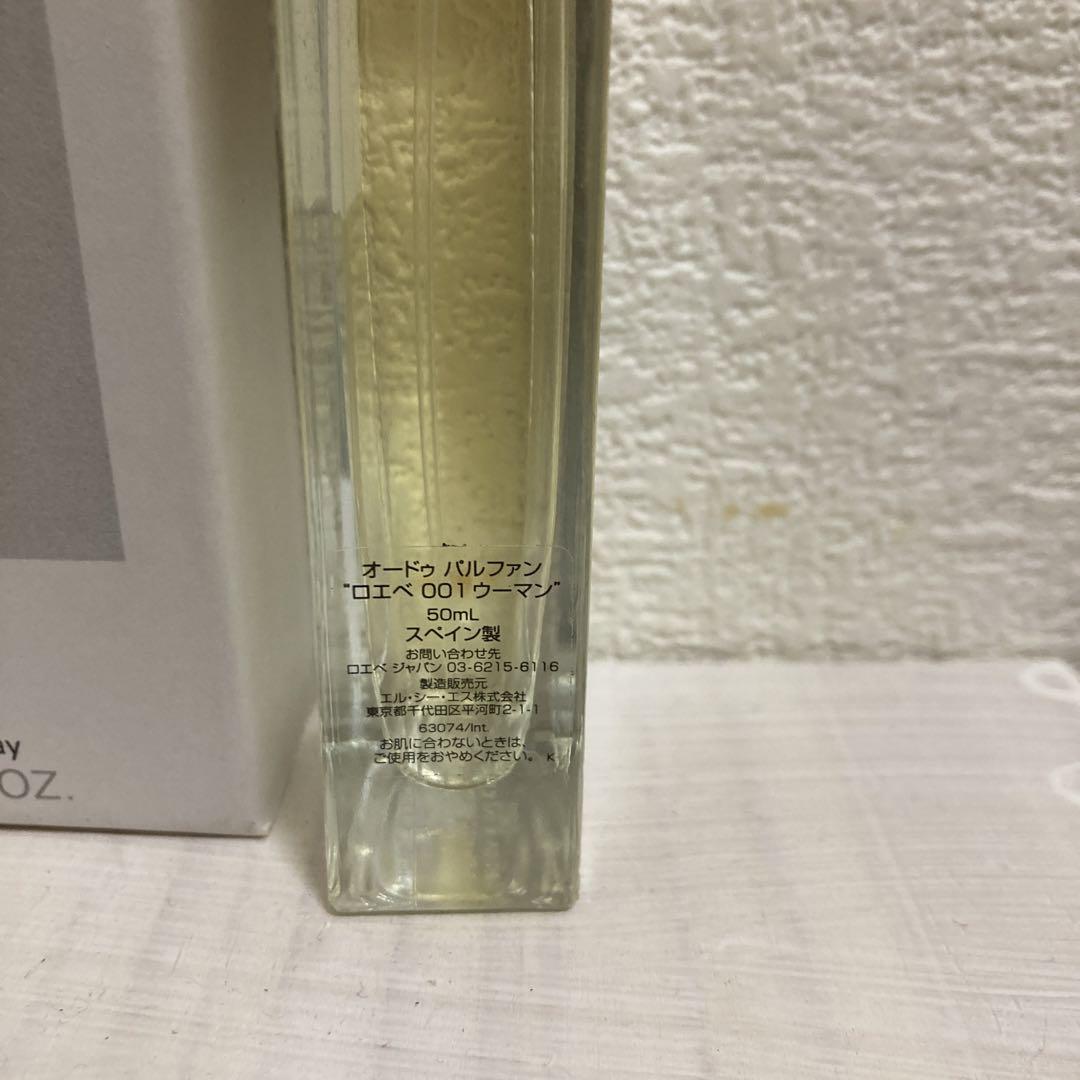 オードゥ パルファン
“ロエベ 001ウーマン”
50mL
スペイン製
お問い合わせ先
ロエベ ジャパン 03-6215-6116
製造販売元
エル・シー・エス株式会社
東京都千代田区平河町2-1-1
63074/Int.
お肌に合わないときは、
ご使用をおやめください。 K
OZ.